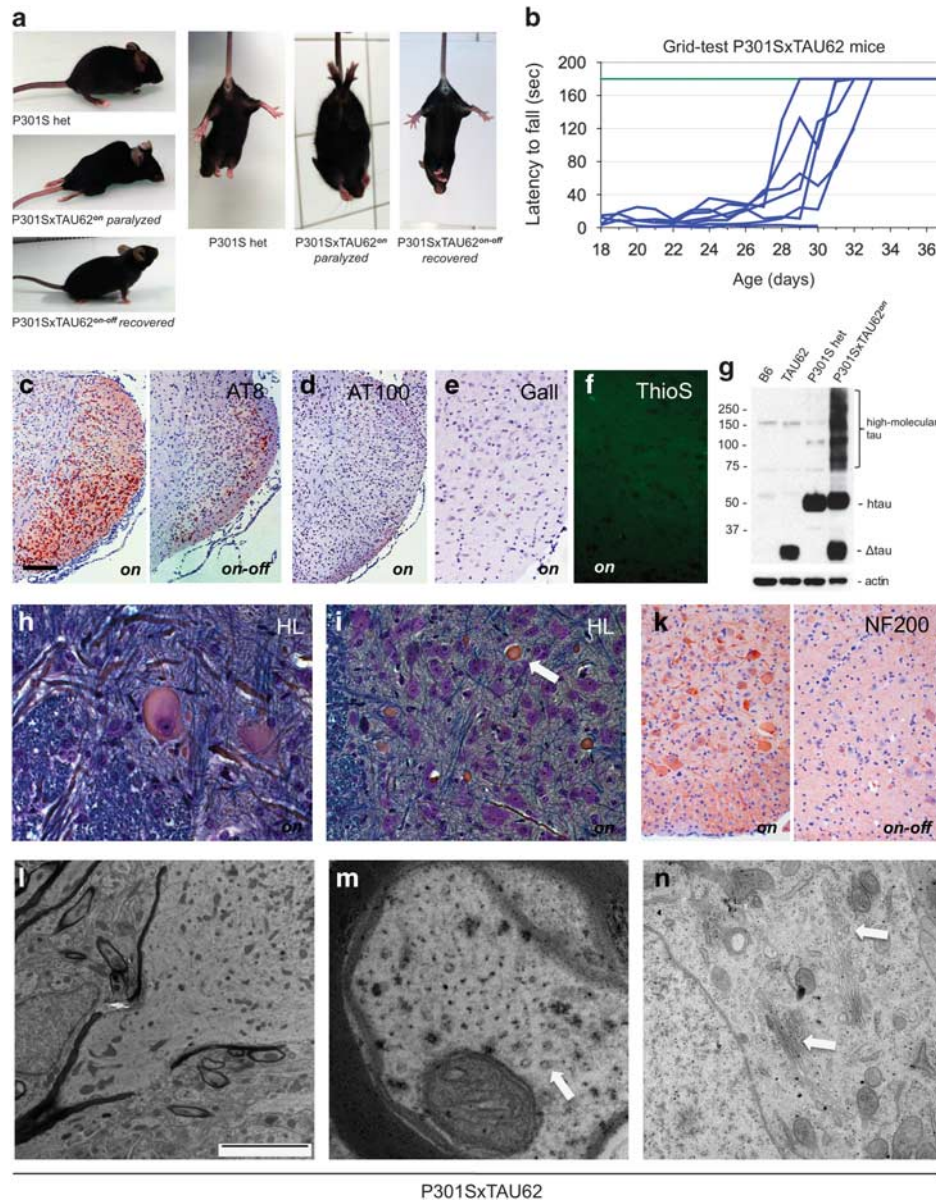 a
P301S het
P301SxTAU62on paralyzed
P301SxTAU62on-off recovered
P301S het
P301SxTAU62on
paralyzed
P301SxTAU62on-off
recovered
b
Grid-test P301SxTAU62 mice
Latency to fall (sec)
200
160
120
80
40
0
18 20 22 24 26 28 30 32 34 36
Age (days)
c
on
AT8
on-off
d
AT100
on
e
Gall
on
f
ThioS
on
g
B6
TAU62
P301S het
P301SxTAU62on
250 -
150 -
100 -
75 -
50 -
37 -
high-molecular
tau
- htau
- Δtau
- actin
h
HL
on
i
HL
on
k
on
NF200
on-off
l
m
n
P301SxTAU62